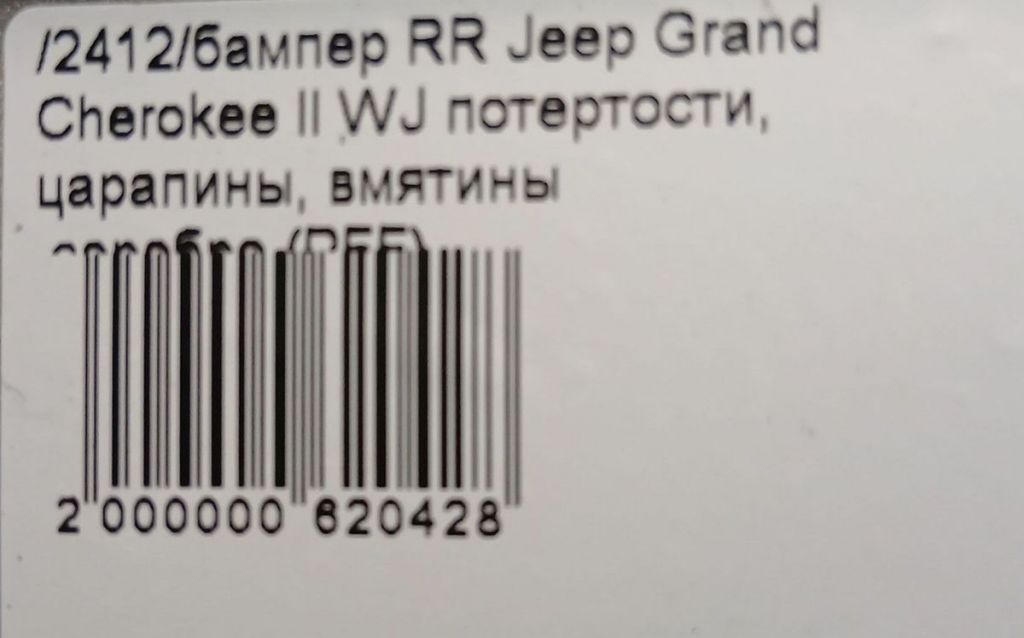 /2412/бампер RR Jeep Grand
Cherokee II WJ потертости,
царапины, вмятины
2 000000 620428